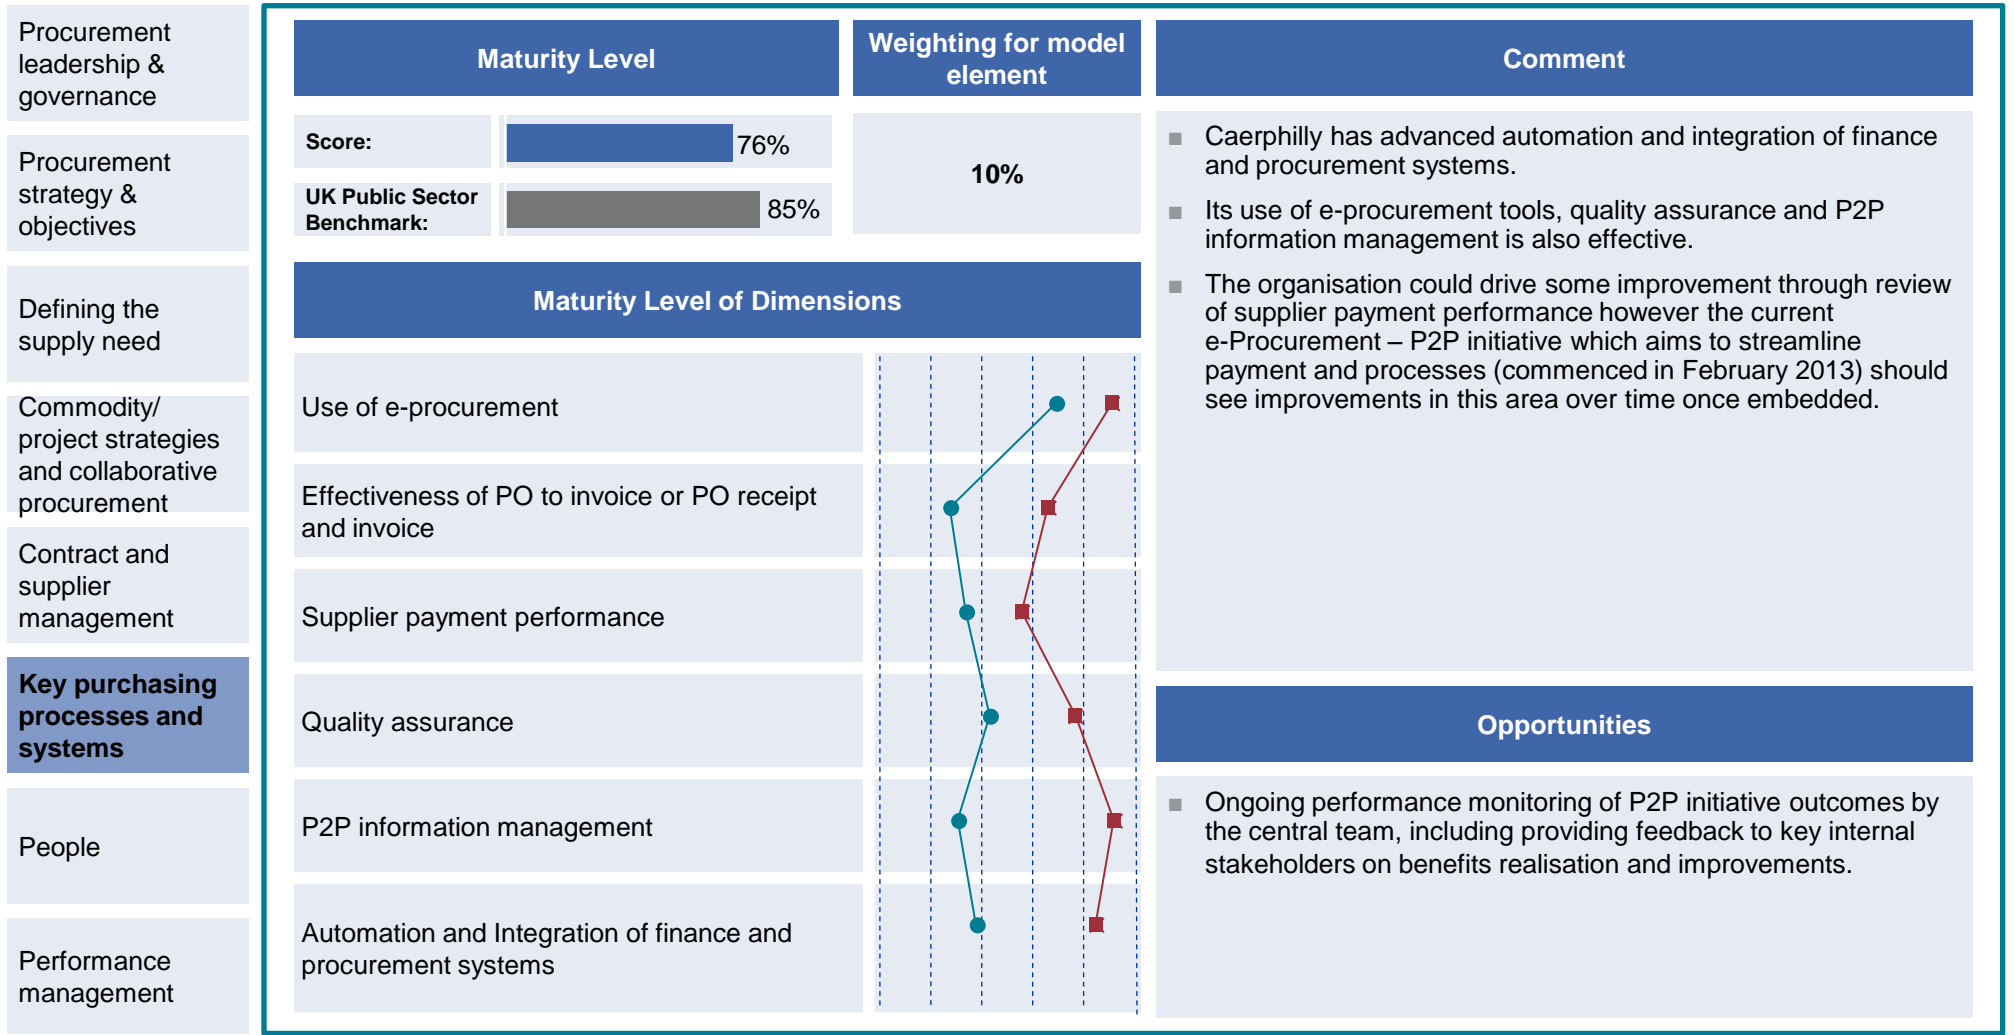 Procurement
leadership &
governance
Procurement
strategy &
objectives
Defining the
supply need
Commodity/
project strategies
and collaborative
procurement
Contract and
supplier
management
Key purchasing
processes and
systems
People
Performance
management
Maturity Level
Weighting for model
element
Score:
76%
UK Public Sector
Benchmark:
85%
10%
Maturity Level of Dimensions
Use of e-procurement
Effectiveness of PO to invoice or PO receipt
and invoice
Supplier payment performance
Quality assurance
P2P information management
Automation and Integration of finance and
procurement systems
Comment
Caerphilly has advanced automation and integration of finance
and procurement systems.
Its use of e-procurement tools, quality assurance and P2P
information management is also effective.
The organisation could drive some improvement through review
of supplier payment performance however the current
e-Procurement – P2P initiative which aims to streamline
payment and processes (commenced in February 2013) should
see improvements in this area over time once embedded.
Opportunities
Ongoing performance monitoring of P2P initiative outcomes by
the central team, including providing feedback to key internal
stakeholders on benefits realisation and improvements.